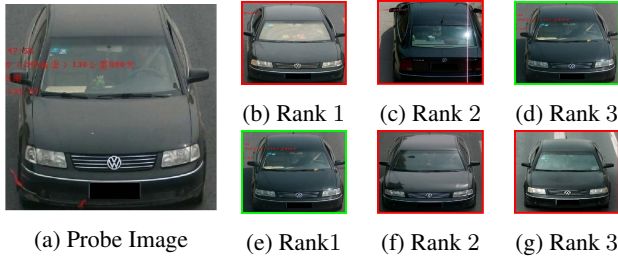 (b) Rank 1
(c) Rank 2
(d) Rank 3
(a) Probe Image
(e) Rank1
(f) Rank 2
(g) Rank 3